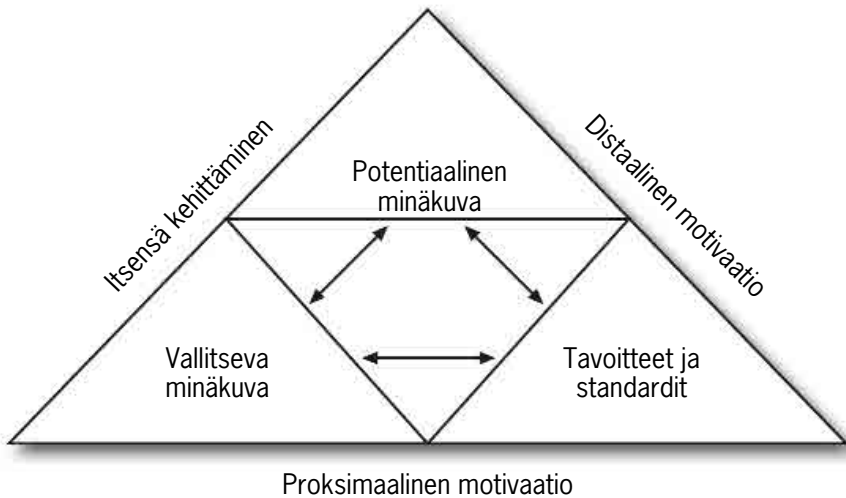 Itsensä kehittäminen
Distaalinen motivaatio
Potentiaalinen
minäkuva
Vallitseva
minäkuva
Tavoitteet ja
standardit
Proksimaalinen motivaatio